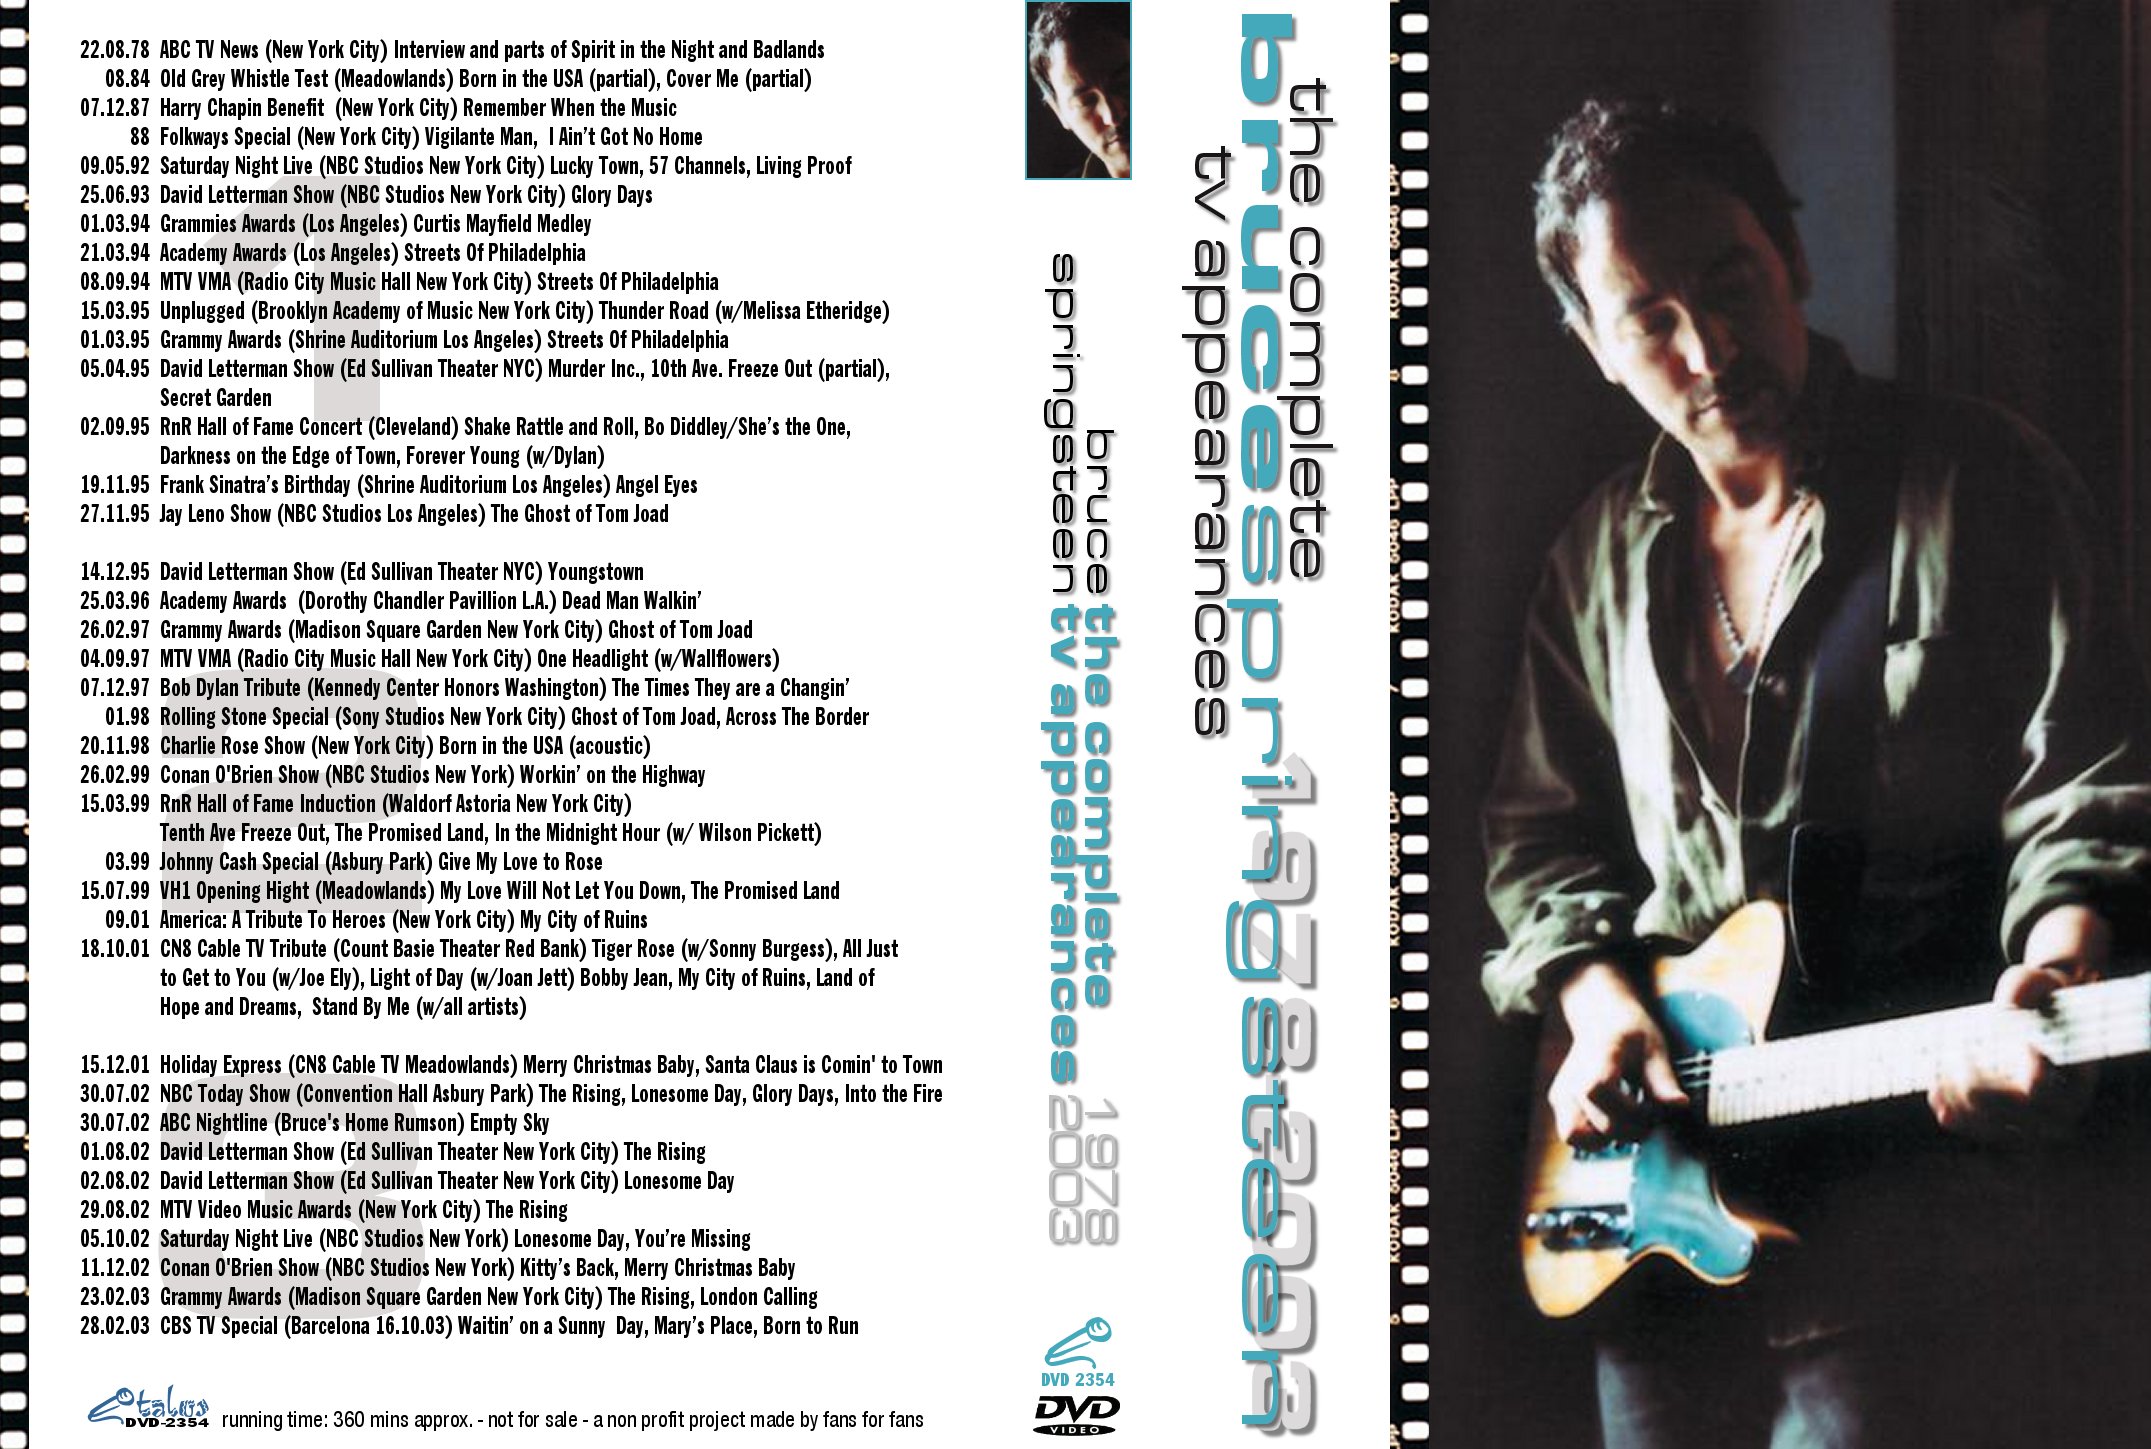 22.08.78 ABC TV News (New York City) Interview and parts of Spirit in the Night and Badlands
08.84 Old Grey Whistle Test (Meadowlands) Born in the USA (partial), Cover Me (partial)
07.12.87 Harry Chapin Benefit (New York City) Remember When the Music
88 Folkways Special (New York City) Vigilante Man, I Ain't Got No Home
09.05.92 Saturday Night Live (NBC Studios New York City) Lucky Town, 57 Channels, Living Proof
25.06.93 David Letterman Show (NBC Studios New York City) Glory Days
01.03.94 Grammies Awards (Los Angeles) Curtis Mayfield Medley
21.03.94 Academy Awards (Los Angeles) Streets Of Philadelphia
08.09.94 MTV VMA (Radio City Music Hall New York City) Streets Of Philadelphia
15.03.95 Unplugged (Brooklyn Academy of Music New York City) Thunder Road (w/Melissa Etheridge)
01.03.95 Grammy Awards (Shrine Auditorium Los Angeles) Streets Of Philadelphia
05.04.95 David Letterman Show (Ed Sullivan Theater NYC) Murder Inc., 10th Ave. Freeze Out (partial),
Secret Garden
02.09.95 RnR Hall of Fame Concert (Cleveland) Shake Rattle and Roll, Bo Diddley/She's the One,
Darkness on the Edge of Town, Forever Young (w/Dylan)
19.11.95 Frank Sinatra's Birthday (Shrine Auditorium Los Angeles) Angel Eyes
27.11.95 Jay Leno Show (NBC Studios Los Angeles) The Ghost of Tom Joad
1
14.12.95 David Letterman Show (Ed Sullivan Theater NYC) Youngstown
25.03.96 Academy Awards (Dorothy Chandler Pavillion L.A.) Dead Man Walkin'
26.02.97 Grammy Awards (Madison Square Garden New York City) Ghost of Tom Joad
04.09.97 MTV VMA (Radio City Music Hall New York City) One Headlight (w/Wallflowers)
07.12.97 Bob Dylan Tribute (Kennedy Center Honors Washington) The Times They are a Changin'
01.98 Rolling Stone Special (Sony Studios New York City) Ghost of Tom Joad, Across The Border
20.11.98 Charlie Rose Show (New York City) Born in the USA (acoustic)
26.02.99 Conan O'Brien Show (NBC Studios New York) Workin' on the Highway
15.03.99 RnR Hall of Fame Induction (Waldorf Astoria New York City)
Tenth Ave Freeze Out, The Promised Land, In the Midnight Hour (w/ Wilson Pickett)
03.99 Johnny Cash Special (Asbury Park) Give My Love to Rose
15.07.99 VH1 Opening Hight (Meadowlands) My Love Will Not Let You Down, The Promised Land
09.01 America: A Tribute To Heroes (New York City) My City of Ruins
18.10.01 CN8 Cable TV Tribute (Count Basie Theater Red Bank) Tiger Rose (w/Sonny Burgess), All Just
to Get to You (w/Joe Ely), Light of Day (w/Joan Jett) Bobby Jean, My City of Ruins, Land of
Hope and Dreams, Stand By Me (w/all artists)
2
15.12.01 Holiday Express (CN8 Cable TV Meadowlands) Merry Christmas Baby, Santa Claus is Comin' to Town
30.07.02 NBC Today Show (Convention Hall Asbury Park) The Rising, Lonesome Day, Glory Days, Into the Fire
30.07.02 ABC Nightline (Bruce's Home Rumson) Empty Sky
01.08.02 David Letterman Show (Ed Sullivan Theater New York City) The Rising
02.08.02 David Letterman Show (Ed Sullivan Theater New York City) Lonesome Day
29.08.02 MTV Video Music Awards (New York City) The Rising
05.10.02 Saturday Night Live (NBC Studios New York) Lonesome Day, You're Missing
11.12.02 Conan O'Brien Show (NBC Studios New York) Kitty's Back, Merry Christmas Baby
23.02.03 Grammy Awards (Madison Square Garden New York City) The Rising, London Calling
28.02.03 CBS TV Special (Barcelona 16.10.03) Waitin' on a Sunny Day, Mary's Place, Born to Run
3
etalus
DVD-2354
running time: 360 mins approx. - not for sale - a non profit project made by fans for fans
bruce the complete 1978
springsteen tv appearances 2003
DVD 2354
DVD
VIDEO
the complete
bruce springsteen
1978-2003
tv appearances
KODAK 6046 EPP
KODAK 6046 EPP
KODAK 6046 EPP
KODAK 6046 EPP